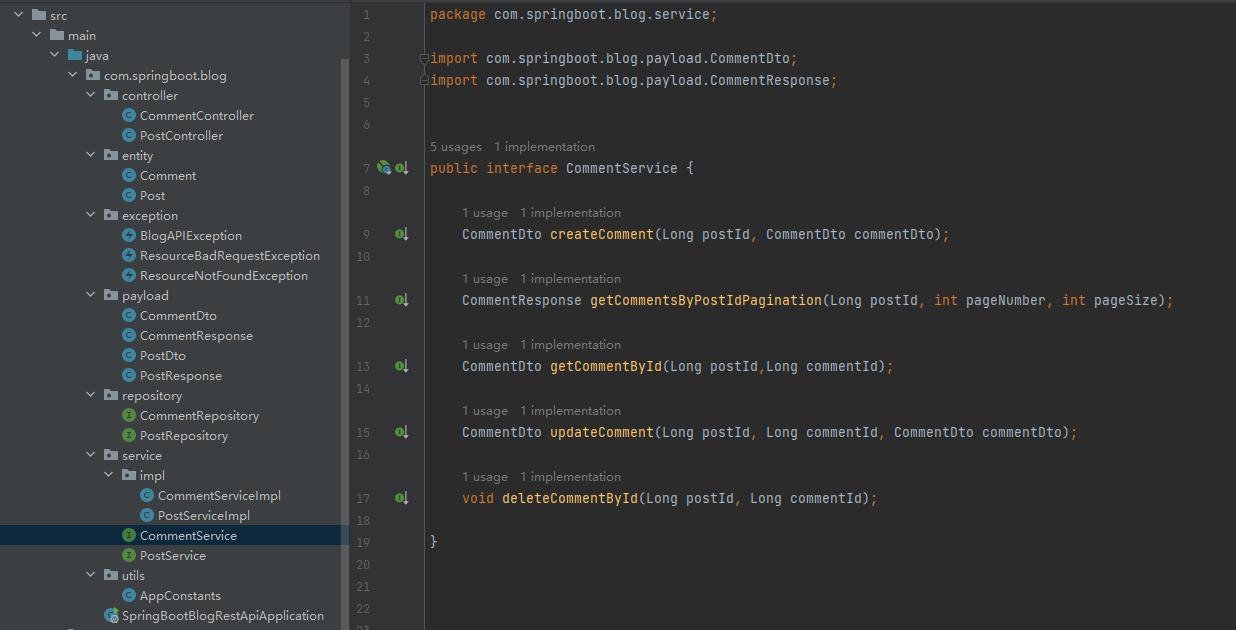 src
main
java
com.springboot.blog
controller
CommentController
PostController
entity
Comment
Post
exception
BlogAPIException
ResourceBadRequestException
ResourceNotFoundException
payload
CommentDto
CommentResponse
PostDto
PostResponse
repository
CommentRepository
PostRepository
service
impl
CommentServiceImpl
PostServiceImpl
CommentService
PostService
utils
AppConstants
SpringBootBlogRestApiApplication
1 package com.springboot.blog.service;
2
3 import com.springboot.blog.payload.CommentDto;
4 import com.springboot.blog.payload.CommentResponse;
5
6
5 usages 1 implementation
7 public interface CommentService {
8
1 usage 1 implementation
9 CommentDto createComment(Long postId, CommentDto commentDto);
10
1 usage 1 implementation
11 CommentResponse getCommentsByPostIdPagination(Long postId, int pageNumber, int pageSize);
12
1 usage 1 implementation
13 CommentDto getCommentById(Long postId,Long commentId);
14
1 usage 1 implementation
15 CommentDto updateComment(Long postId, Long commentId, CommentDto commentDto);
16
1 usage 1 implementation
17 void deleteCommentById(Long postId, Long commentId);
18
19 }
20
21
22
23